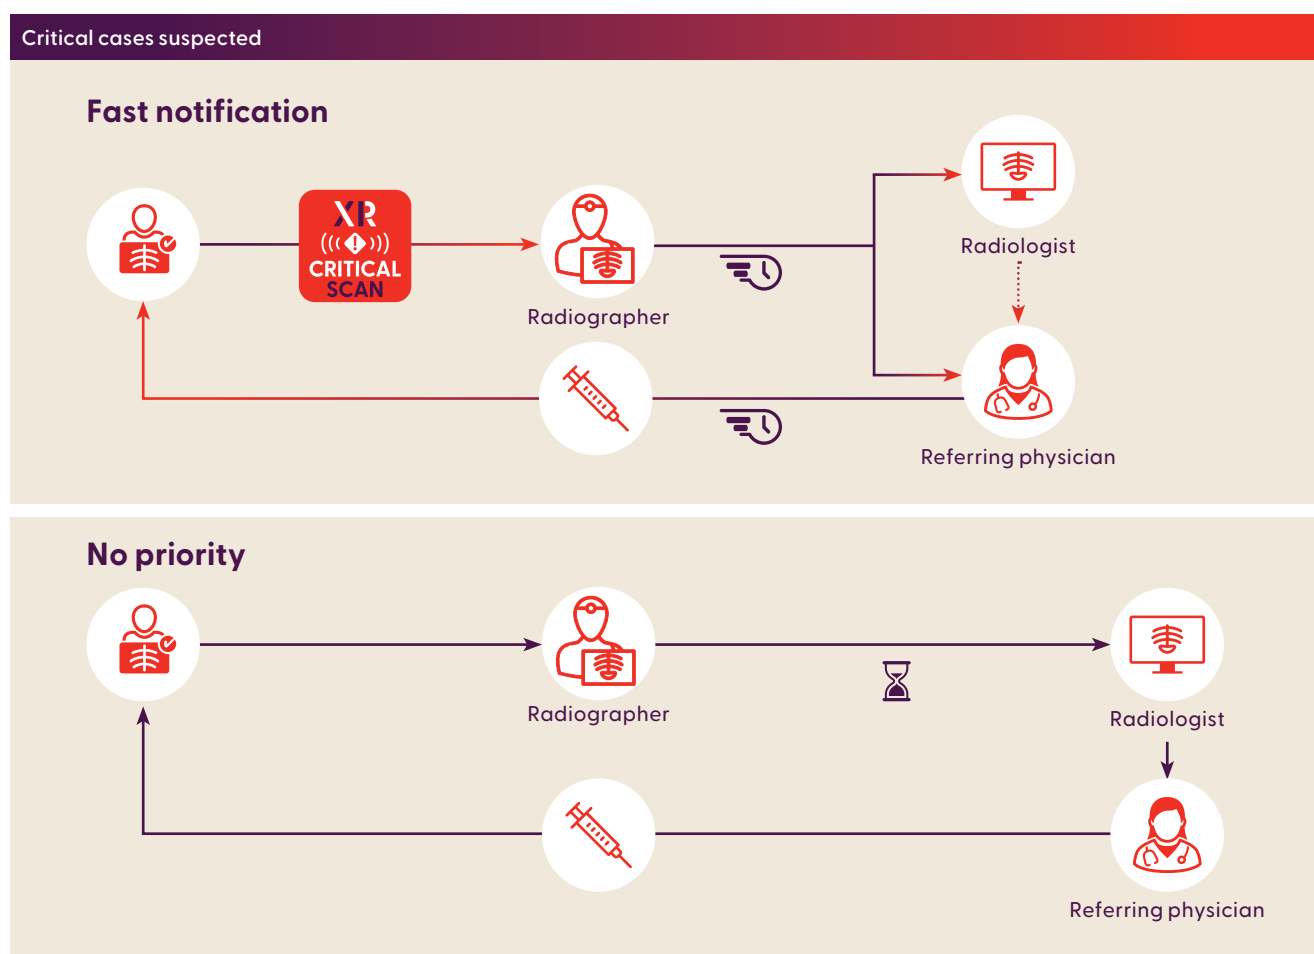 Critical cases suspected
Fast notification
XR
CRITICAL
SCAN
Radiographer
Radiologist
Referring physician
No priority
Radiographer
Radiologist
Referring physician